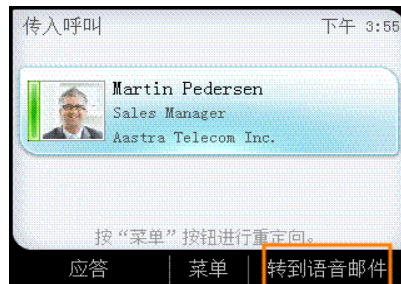 传入呼叫 下午 3:55
Martin Pedersen
Sales Manager
Aastra Telecom Inc.
按“菜单”按钮进行重定向。
应答 菜单 转到语音邮件